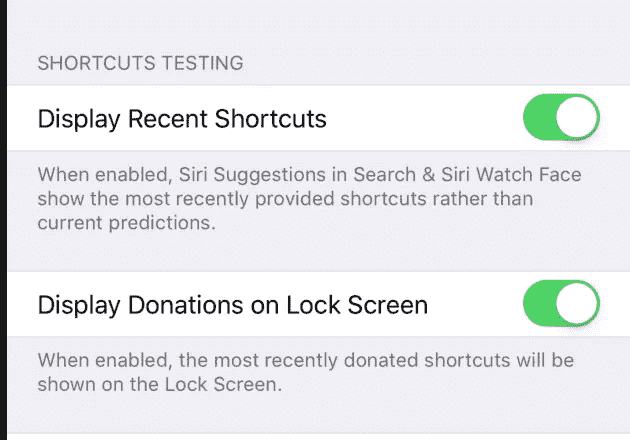 SHORTCUTS TESTING
Display Recent Shortcuts
When enabled, Siri Suggestions in Search & Siri Watch Face
show the most recently provided shortcuts rather than
current predictions.
Display Donations on Lock Screen
When enabled, the most recently donated shortcuts will be
shown on the Lock Screen.